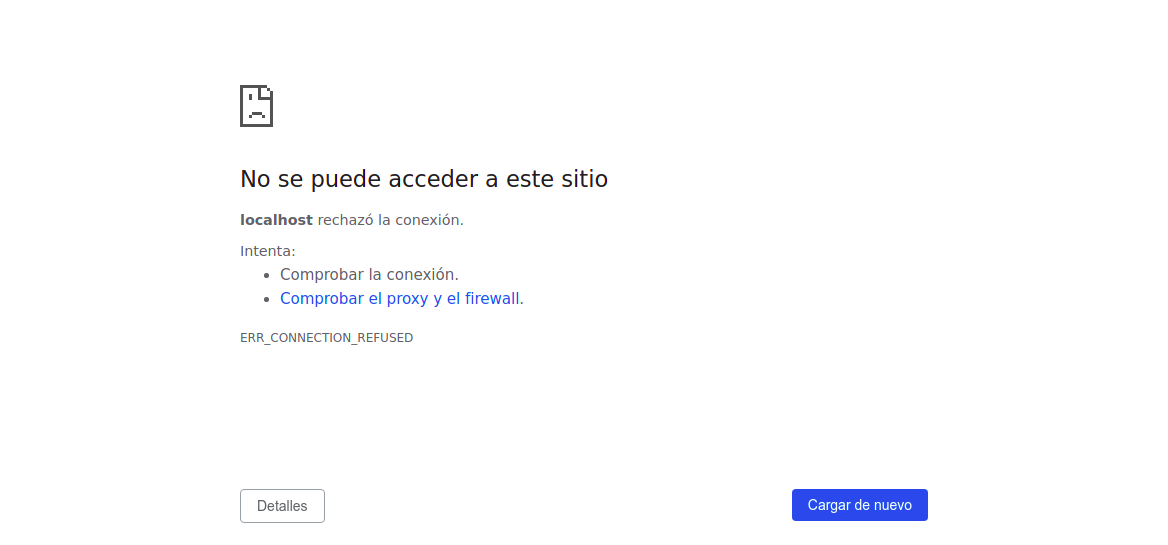 No se puede acceder a este sitio
localhost rechazó la conexión.
Intenta:
Comprobar la conexión.
Comprobar el proxy y el firewall.
ERR_CONNECTION_REFUSED
Detalles
Cargar de nuevo